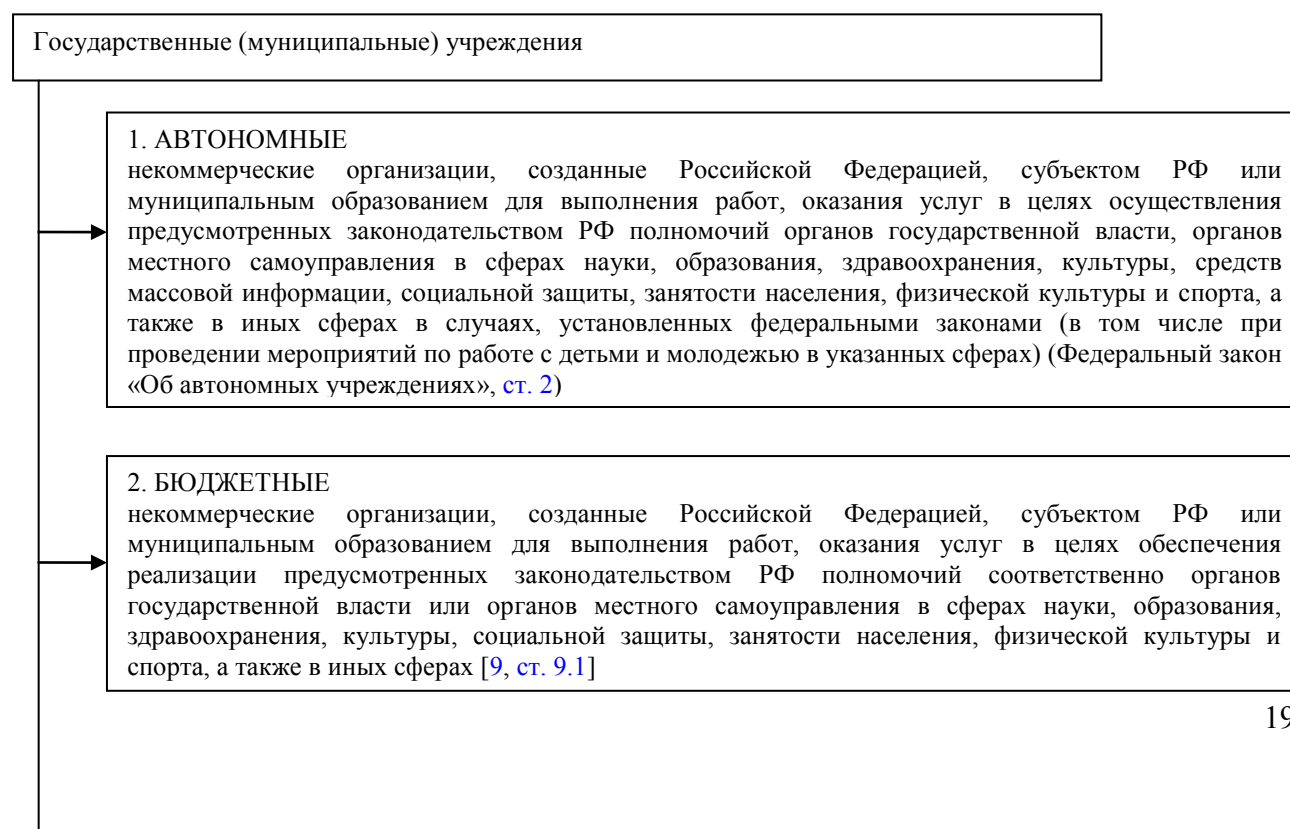 Государственные (муниципальные) учреждения
1. АВТОНОМНЫЕ
некоммерческие организации, созданные Российской Федерацией, субъектом РФ или
муниципальным образованием для выполнения работ, оказания услуг в целях осуществления
предусмотренных законодательством РФ полномочий органов государственной власти, органов
местного самоуправления в сферах науки, образования, здравоохранения, культуры, средств
массовой информации, социальной защиты, занятости населения, физической культуры и спорта, а
также в иных сферах в случаях, установленных федеральными законами (в том числе при
проведении мероприятий по работе с детьми и молодежью в указанных сферах) (Федеральный закон
«Об автономных учреждениях», ст. 2)
2. БЮДЖЕТНЫЕ
некоммерческие организации, созданные Российской Федерацией, субъектом РФ или
муниципальным образованием для выполнения работ, оказания услуг в целях обеспечения
реализации предусмотренных законодательством РФ полномочий соответственно органов
государственной власти или органов местного самоуправления в сферах науки, образования,
здравоохранения, культуры, социальной защиты, занятости населения, физической культуры и
спорта, а также в иных сферах [9, ст. 9.1]
19